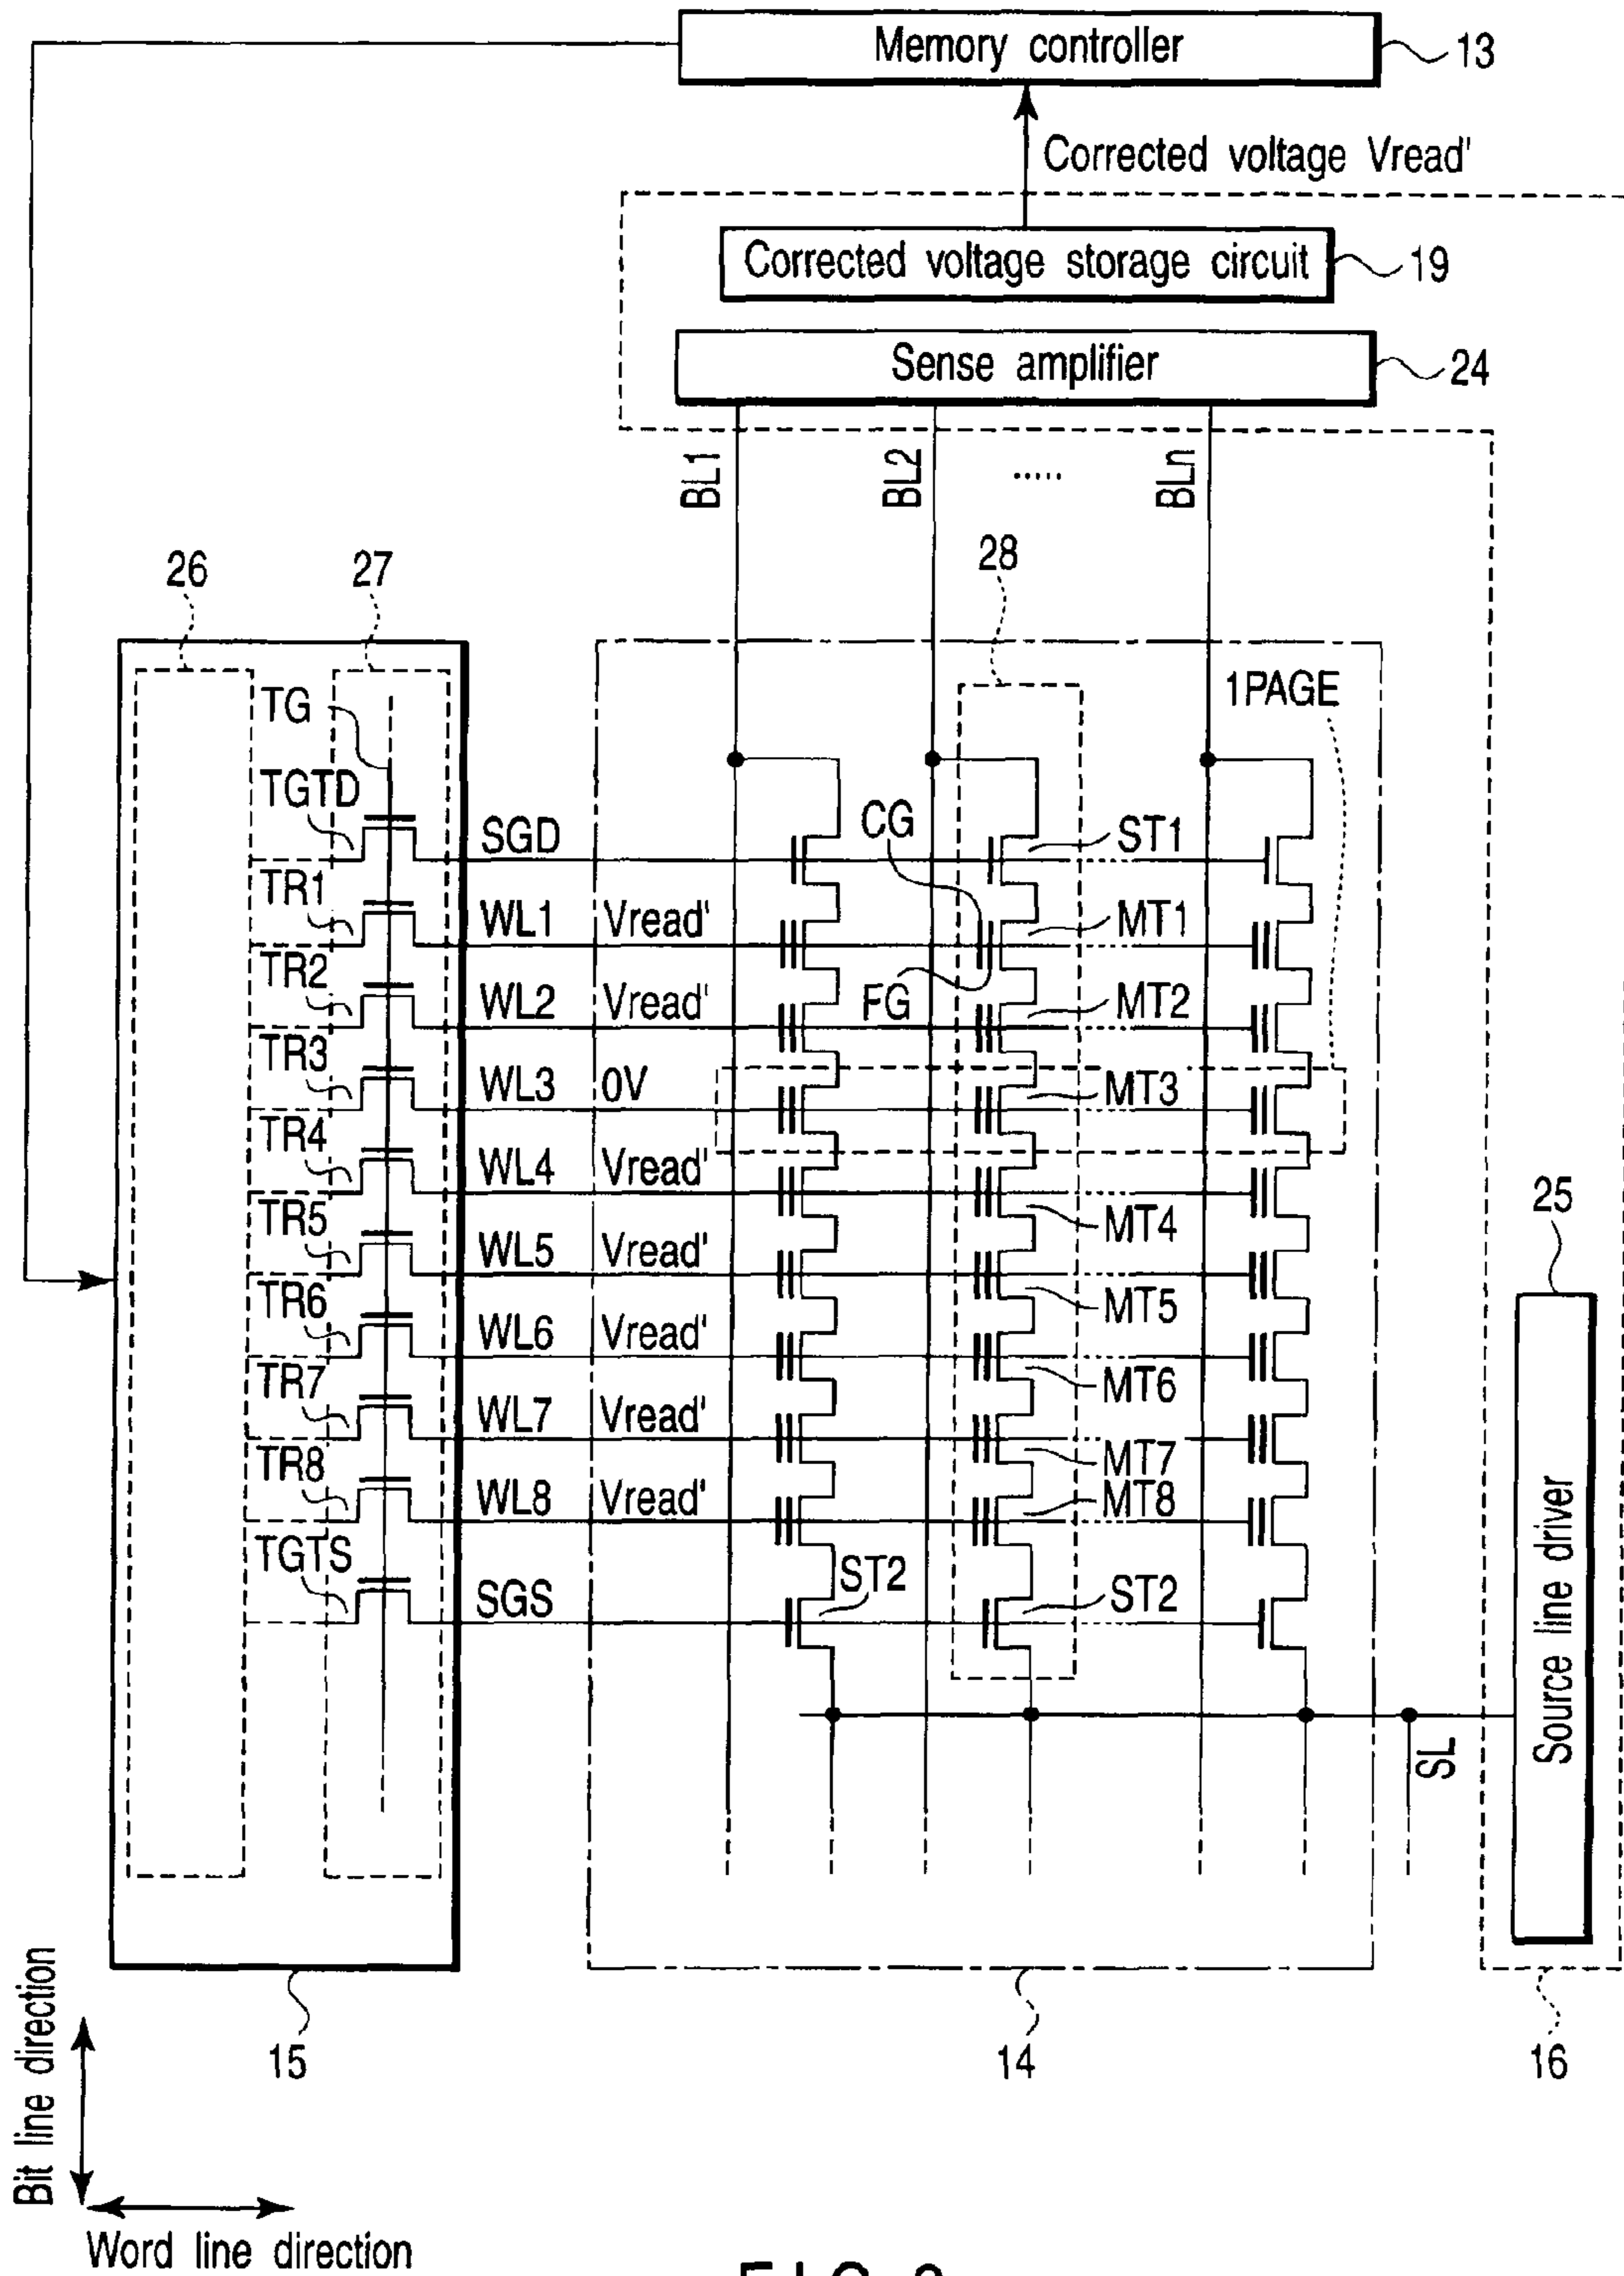 Memory controller
13
Corrected voltage Vread'
Corrected voltage storage circuit
19
Sense amplifier
24
BL1
BL2
.....
BLn
26
27
28
1PAGE
TG
TGTD
SGD
CG
ST1
TR1
WL1
Vread'
MT1
TR2
WL2
Vread'
FG
MT2
TR3
WL3
0V
MT3
TR4
WL4
Vread'
MT4
TR5
WL5
Vread'
MT5
25
TR6
WL6
Vread'
MT6
TR7
WL7
Vread'
MT7
TR8
WL8
Vread'
MT8
TGTS
SGS
ST2
ST2
Source line driver
SL
15
14
16
Bit line direction
Word line direction